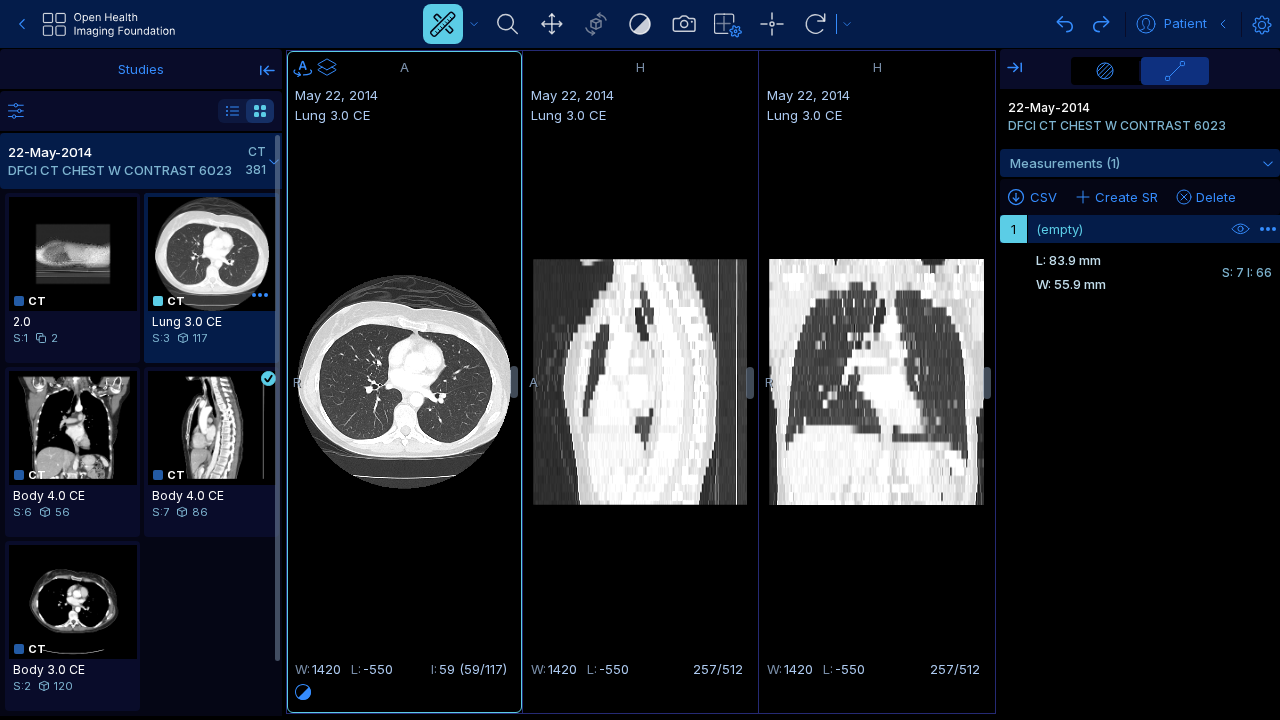 Open Health
Imaging Foundation
Patient
Studies
22-May-2014
CT
DFCI CT CHEST W CONTRAST 6023
381
CT
2.0
S:1 2
CT
Lung 3.0 CE
S:3 117
CT
Body 4.0 CE
S:6 56
CT
Body 4.0 CE
S:7 86
CT
Body 3.0 CE
S:2 120
A
A
May 22, 2014
Lung 3.0 CE
R
W:1420 L:-550 I:59 (59/117)
H
May 22, 2014
Lung 3.0 CE
A
W:1420 L:-550 257/512
H
May 22, 2014
Lung 3.0 CE
R
W:1420 L:-550 257/512
22-May-2014
DFCI CT CHEST W CONTRAST 6023
Measurements (1)
CSV Create SR Delete
1 (empty)
L: 83.9 mm
S: 7 I: 66
W: 55.9 mm